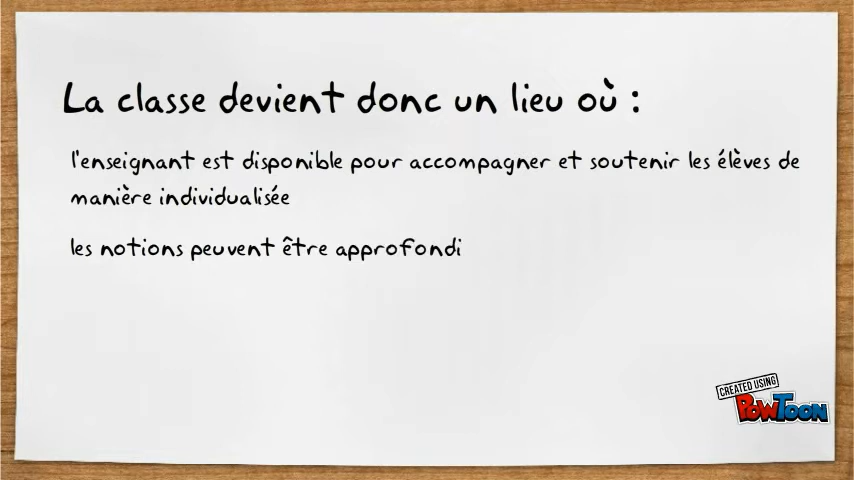 La classe devient donc un lieu où :
l'enseignant est disponible pour accompagner et soutenir les élèves de
manière individualisée
les notions peuvent être approfondi
CREATED USING
POWTOON